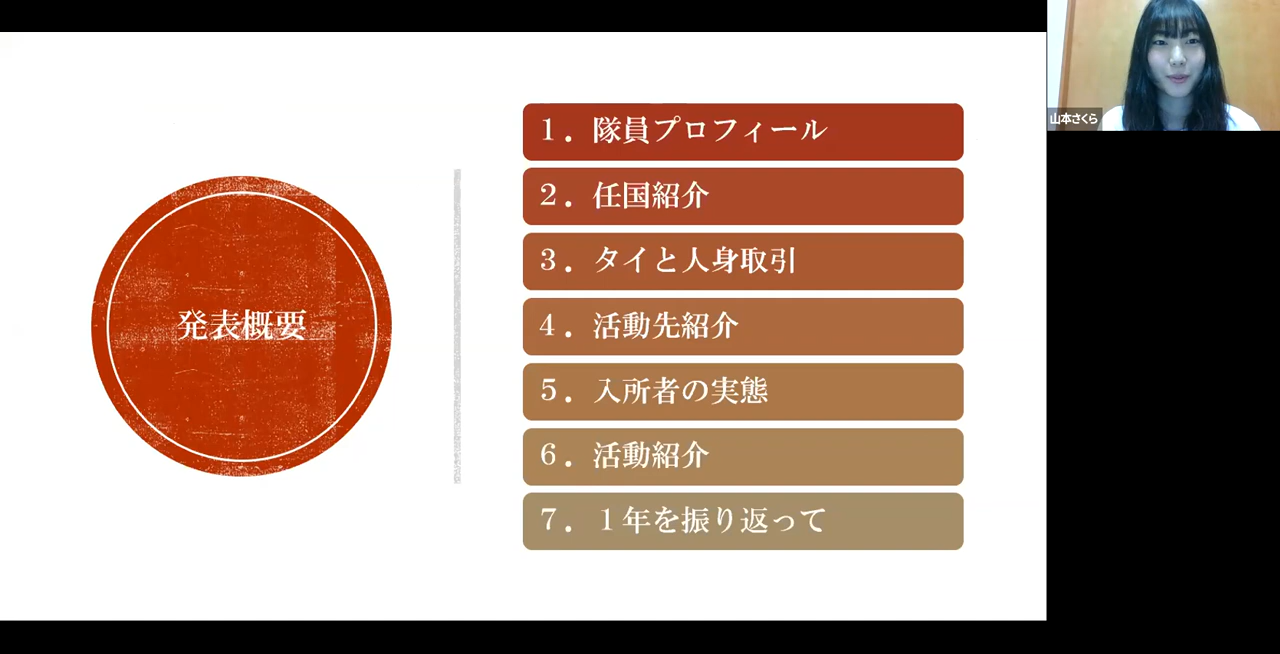 発表概要
１．隊員プロフィール
２．任国紹介
３．タイと人身取引
４．活動先紹介
５．入所者の実態
６．活動紹介
７．１年を振り返って
山本さくら